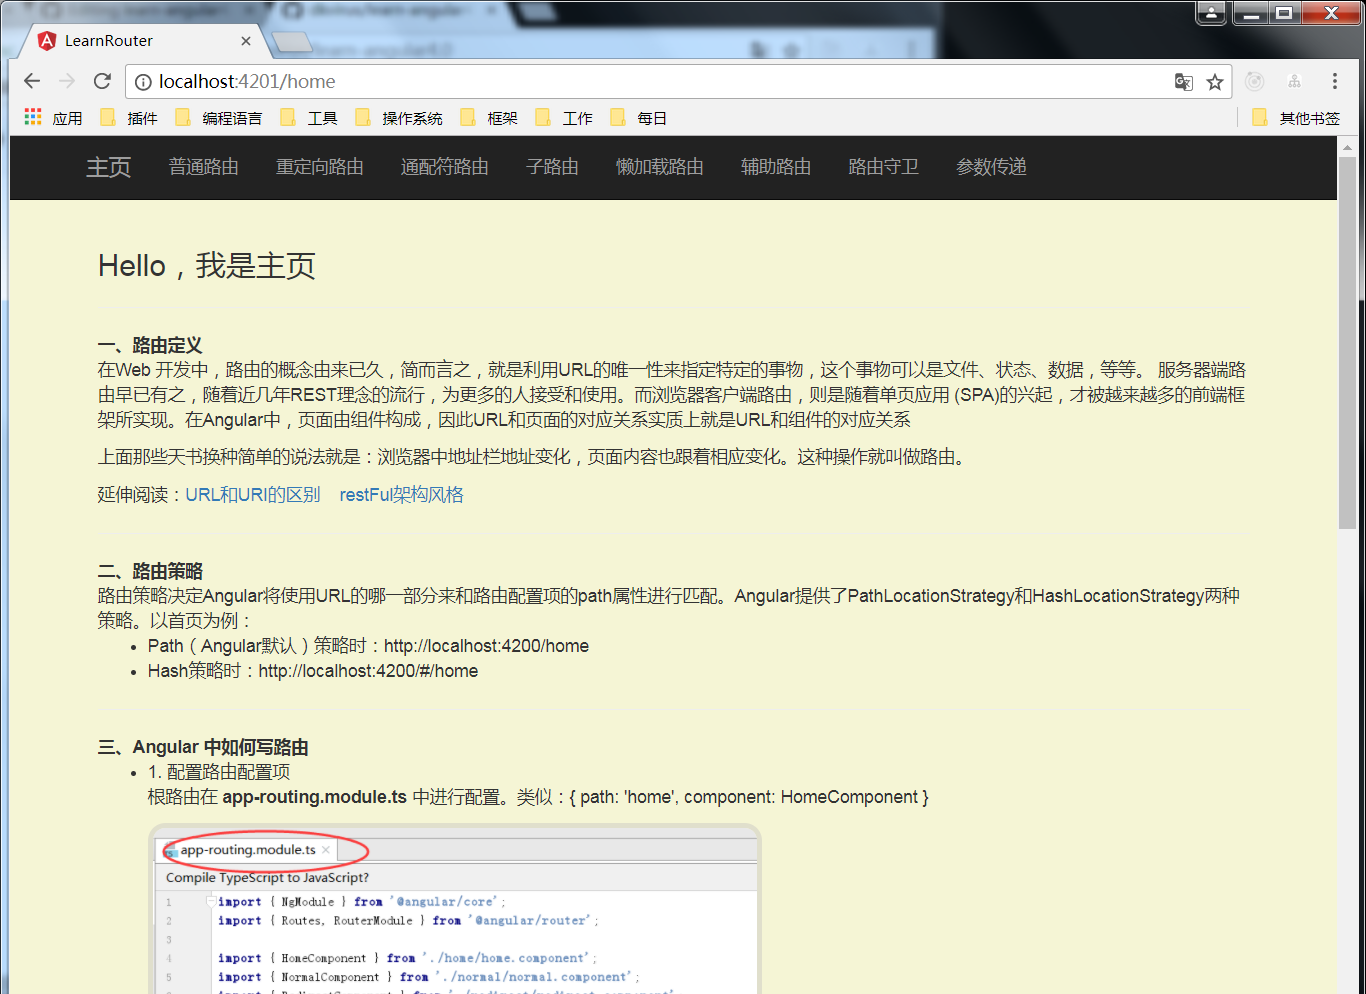 LearnRouter
localhost:4201/home
应用 插件 编程语言 工具 操作系统 框架 工作 每日 其他书签
主页 普通路由 重定向路由 通配符路由 子路由 懒加载路由 辅助路由 路由守卫 参数传递
Hello，我是主页
一、路由定义
在Web 开发中，路由的概念由来已久，简而言之，就是利用URL的唯一性来指定特定的事物，这个事物可以是文件、状态、数据，等等。 服务器端路
由早已有之，随着近几年REST理念的流行，为更多的人接受和使用。而浏览器客户端路由，则是随着单页应用 (SPA)的兴起，才被越来越多的前端框
架所实现。在Angular中，页面由组件构成，因此URL和页面的对应关系实质上就是URL和组件的对应关系
上面那些天书换种简单的说法就是：浏览器中地址栏地址变化，页面内容也跟着相应变化。这种操作就叫做路由。
延伸阅读：URL和URI的区别 restFul架构风格
二、路由策略
路由策略决定Angular将使用URL的哪一部分来和路由配置项的path属性进行匹配。Angular提供了PathLocationStrategy和HashLocationStrategy两种
策略。以首页为例：
• Path（Angular默认）策略时：http://localhost:4200/home
• Hash策略时：http://localhost:4200/#/home
三、Angular 中如何写路由
• 1. 配置路由配置项
根路由在 app-routing.module.ts 中进行配置。类似：{ path: 'home', component: HomeComponent }
app-routing.module.ts
Compile TypeScript to JavaScript?
1 import { NgModule } from '@angular/core';
2 import { Routes, RouterModule } from '@angular/router';
3
4 import { HomeComponent } from './home/home.component';
5 import { NormalComponent } from './normal/normal.component';